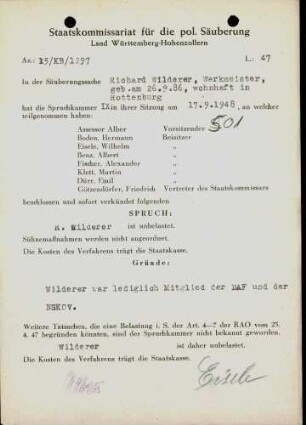 Staatskommissariat für die pol. Säuberung
Land Württemberg-Hohenzollern
Az: 15/KB/1297
L: 47
In der Säuberungssache Richard Wilderer, Werkmeister,
geb.am 26.9.86, wohnhaft in
Rottenburg
hat die Spruchkammer IX in ihrer Sitzung am 17.9.1948, an welcher
teilgenommen haben:
Assessor Alber Vorsitzender
501
Boden, Hermann Beisitzer
Eisele, Wilhelm "
Benz, Albert "
Fischer, Alexander "
Klett, Martin "
Dürr, Emil "
Götzendörfer, Friedrich Vertreter des Staatskommissars
beschlossen und sofort verkündet folgenden
SPRUCH:
R. Wilderer ist unbelastet.
Sühnemaßnahmen werden nicht angeordnet.
Die Kosten des Verfahrens trägt die Staatskasse.
Gründe:
Wilderer war lediglich Mitglied der DAF und der
NSKOV.
Weitere Tatsachen, die eine Belastung i. S. der Art. 4–7 der RAO vom 25.
4. 47 begründen könnten, sind der Spruchkammer nicht bekannt geworden.
Wilderer ist daher unbelastet.
Die Kosten des Verfahrens trägt die Staatskasse.
Eisele